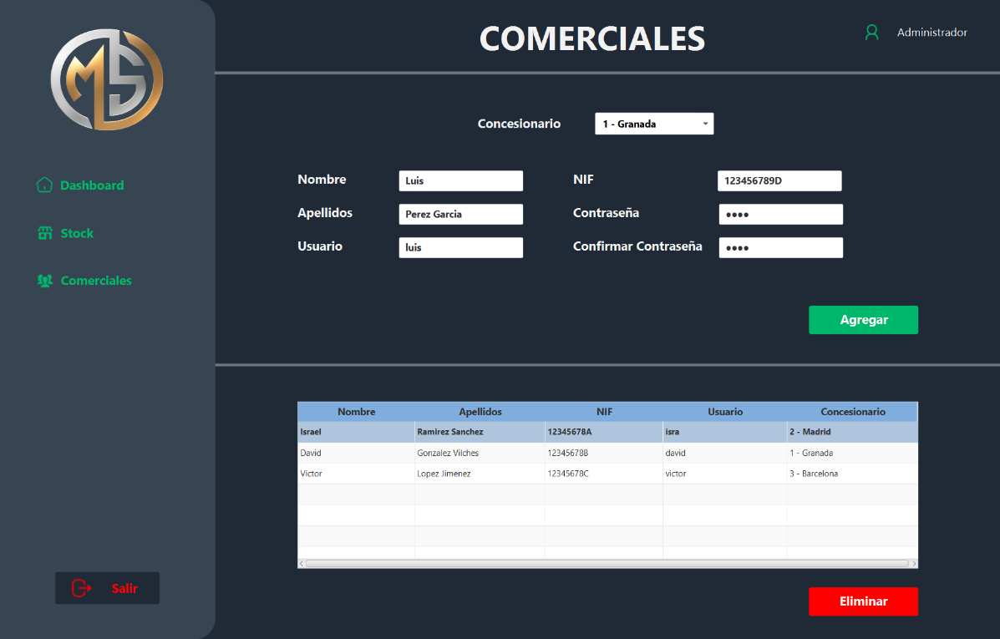 MS
COMERCIALES
Administrador
Dashboard
Stock
Comerciales
Salir
Concesionario 1 - Granada
Nombre Luis NIF 123456789D
Apellidos Perez Garcia Contraseña ●●●●
Usuario luis Confirmar Contraseña ●●●●
Agregar
Nombre Apellidos NIF Usuario Concesionario
Israel Ramirez Sanchez 12345678A isra 2 - Madrid
David Gonzalez Vilches 12345678B david 1 - Granada
Victor Lopez Jimenez 12345678C victor 3 - Barcelona
Eliminar